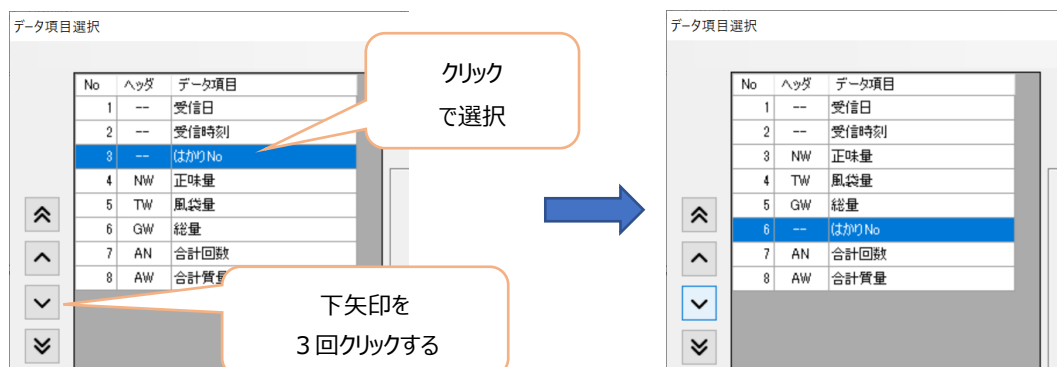 データ項目選択
No ヘッダ データ項目
1 -- 受信日
2 -- 受信時刻
3 -- はかりNo
4 NW 正味量
5 TW 風袋量
6 GW 総量
7 AN 合計回数
8 AW 合計質量
クリック
で選択
下矢印を
３回クリックする
データ項目選択
No ヘッダ データ項目
1 -- 受信日
2 -- 受信時刻
3 NW 正味量
4 TW 風袋量
5 GW 総量
6 -- はかりNo
7 AN 合計回数
8 AW 合計質量